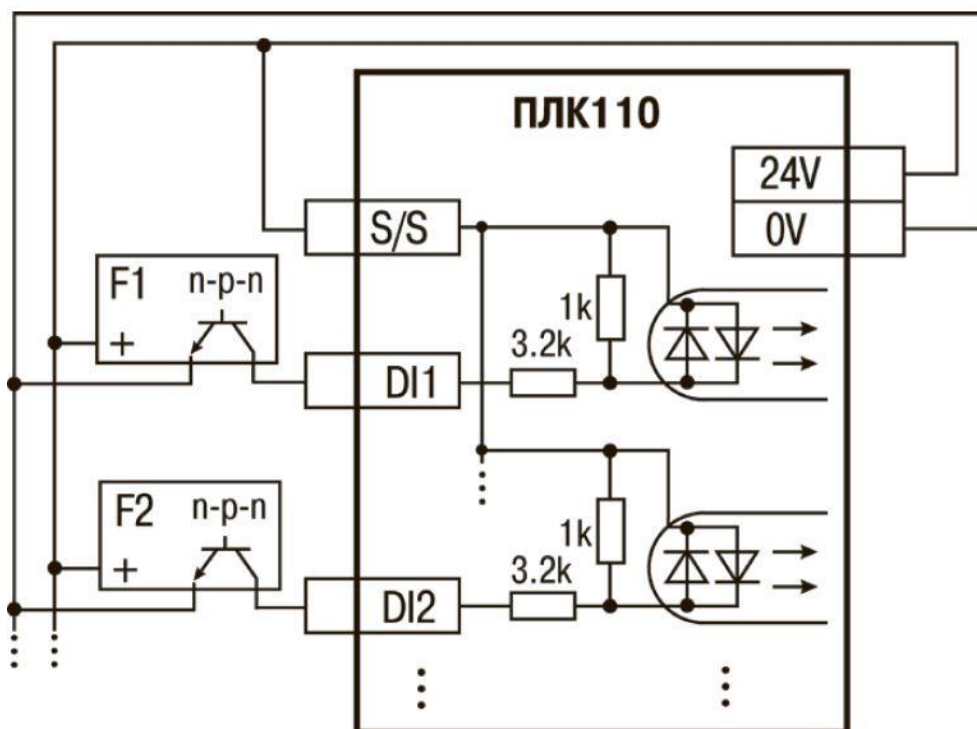 ПЛК110
24V
0V
S/S
F1 n-p-n
+
1k
3.2k
DI1
F2 n-p-n
+
1k
3.2k
DI2